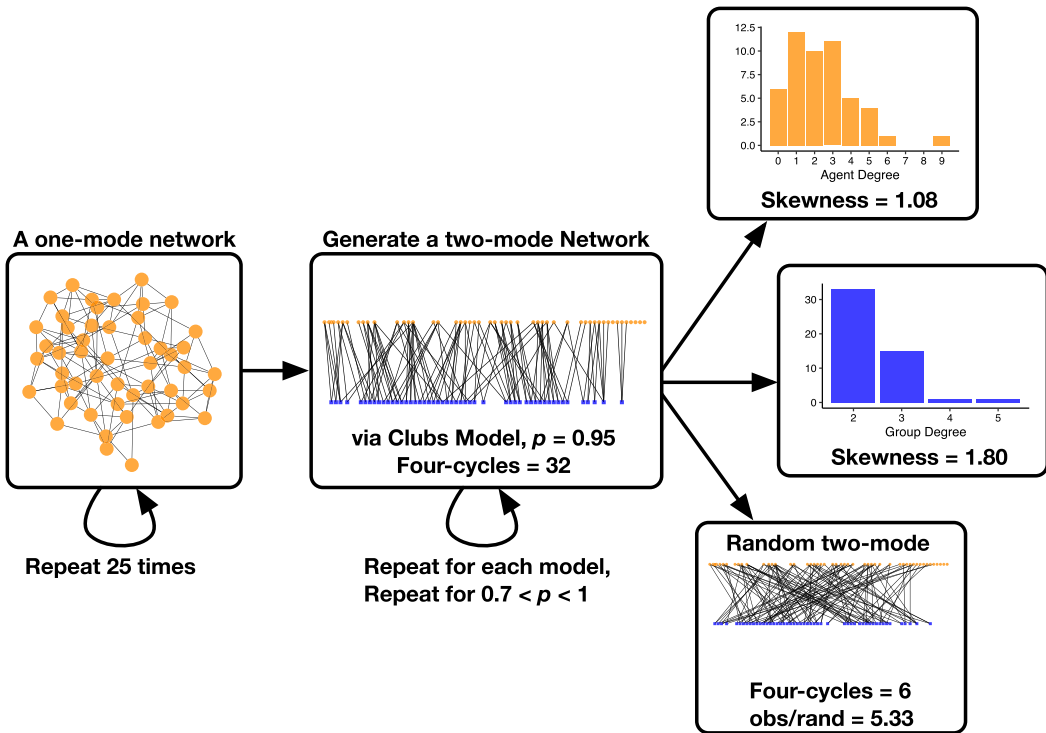 A one-mode network
Repeat 25 times
Generate a two-mode Network
via Clubs Model, p = 0.95
Four-cycles = 32
Repeat for each model,
Repeat for 0.7 < p < 1
12.5
10.0
7.5
5.0
2.5
0.0
0 1 2 3 4 5 6 7 8 9
Agent Degree
Skewness = 1.08
30
20
10
0
2 3 4 5
Group Degree
Skewness = 1.80
Random two-mode
Four-cycles = 6
obs/rand = 5.33